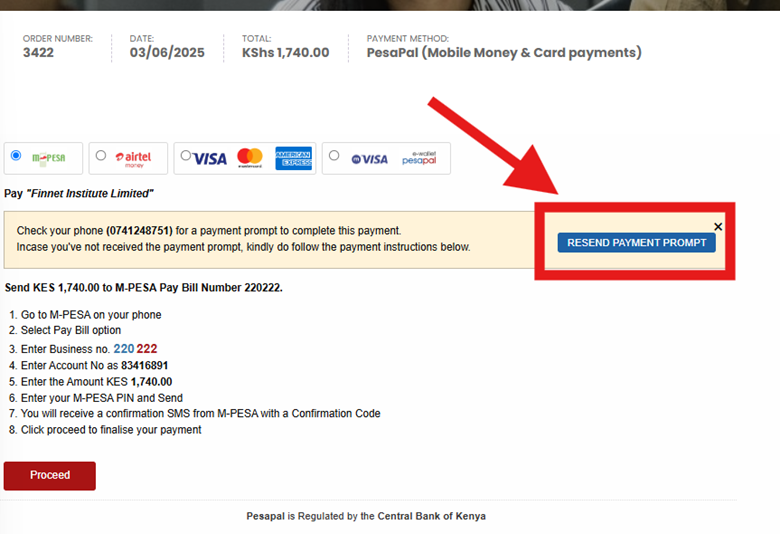 ORDER NUMBER: DATE: TOTAL: PAYMENT METHOD:
3422 03/06/2025 KShs 1,740.00 PesaPal (Mobile Money & Card payments)
M-PESA airtel money VISA mastercard AMERICAN EXPRESS mVISA e-wallet pesapal
Pay "Finnet Institute Limited"
Check your phone (0741248751) for a payment prompt to complete this payment.
Incase you've not received the payment prompt, kindly do follow the payment instructions below.
×
RESEND PAYMENT PROMPT
Send KES 1,740.00 to M-PESA Pay Bill Number 220222.
1. Go to M-PESA on your phone
2. Select Pay Bill option
3. Enter Business no. 220 222
4. Enter Account No as 83416891
5. Enter the Amount KES 1,740.00
6. Enter your M-PESA PIN and Send
7. You will receive a confirmation SMS from M-PESA with a Confirmation Code
8. Click proceed to finalise your payment
Proceed
Pesapal is Regulated by the Central Bank of Kenya